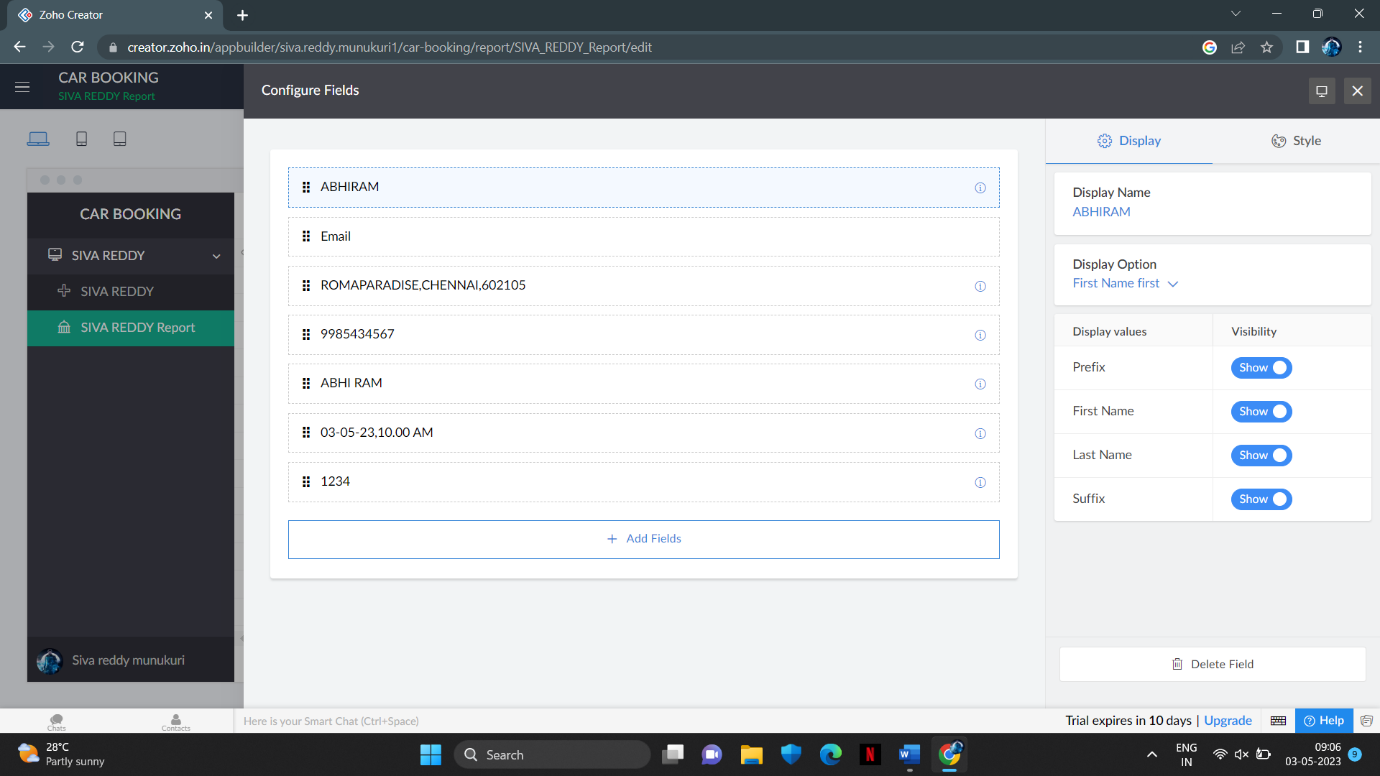 Zoho Creator
creator.zoho.in/appbuilder/siva.reddy.munukuri1/car-booking/report/SIVA_REDDY_Report/edit
CAR BOOKING
SIVA REDDY Report
Configure Fields
CAR BOOKING
SIVA REDDY
SIVA REDDY
SIVA REDDY Report
Siva reddy munukuri
ABHIRAM
Email
ROMAPARADISE,CHENNAI,602105
9985434567
ABHI RAM
03-05-23,10.00 AM
1234
Add Fields
Display
Style
Display Name
ABHIRAM
Display Option
First Name first
Display values Visibility
Prefix Show
First Name Show
Last Name Show
Suffix Show
Delete Field
Chats
Contacts
Here is your Smart Chat (Ctrl+Space)
Trial expires in 10 days | Upgrade
Help
28°C
Partly sunny
Search
N
W
ENG
IN
09:06
03-05-2023
9